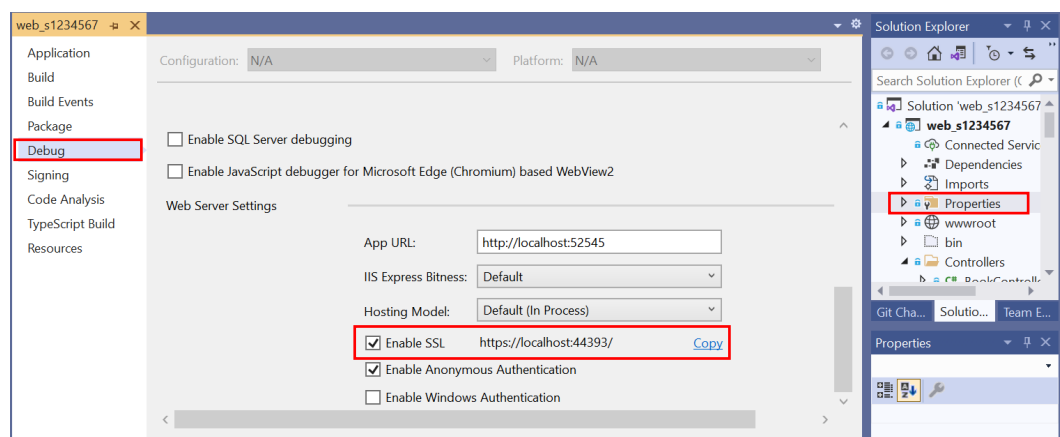 web_s1234567
Application
Build
Build Events
Package
Debug
Signing
Code Analysis
TypeScript Build
Resources
Configuration: N/A Platform: N/A
Enable SQL Server debugging
Enable JavaScript debugger for Microsoft Edge (Chromium) based WebView2
Web Server Settings
App URL: http://localhost:52545
IIS Express Bitness: Default
Hosting Model: Default (In Process)
Enable SSL https://localhost:44393/ Copy
Enable Anonymous Authentication
Enable Windows Authentication
Solution Explorer
Search Solution Explorer (C
Solution 'web_s1234567
web_s1234567
Connected Servic
Dependencies
Imports
Properties
wwwroot
bin
Controllers
C# BookControlle
Git Cha... Solutio... Team E...
Properties